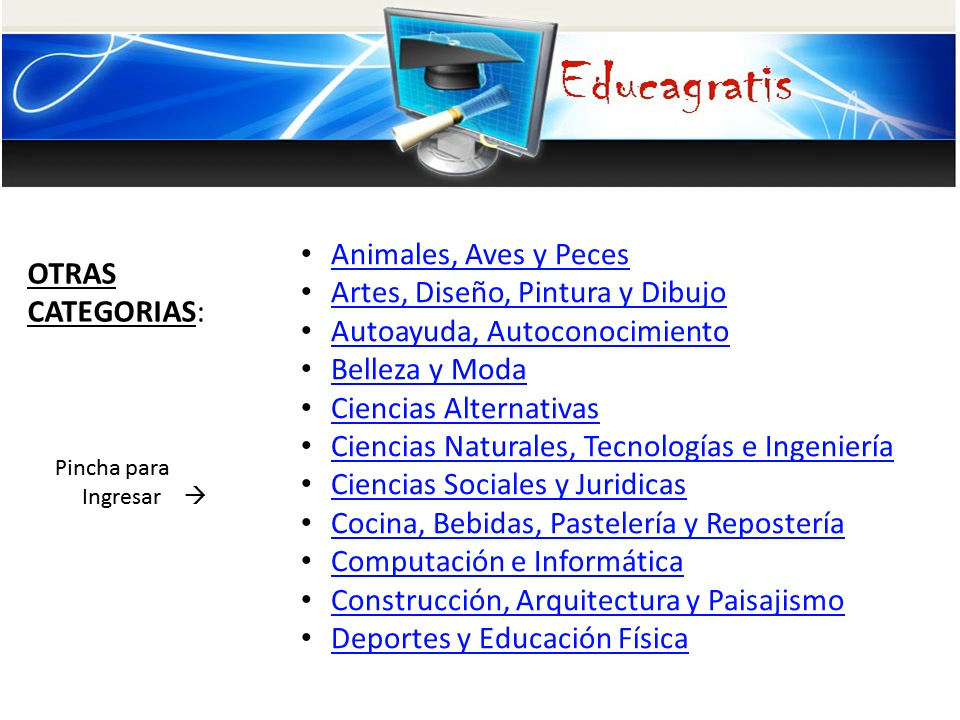 Educagratis
OTRAS
CATEGORIAS:
Pincha para
Ingresar →
• Animales, Aves y Peces
• Artes, Diseño, Pintura y Dibujo
• Autoayuda, Autoconocimiento
• Belleza y Moda
• Ciencias Alternativas
• Ciencias Naturales, Tecnologías e Ingeniería
• Ciencias Sociales y Juridicas
• Cocina, Bebidas, Pastelería y Repostería
• Computación e Informática
• Construcción, Arquitectura y Paisajismo
• Deportes y Educación Física